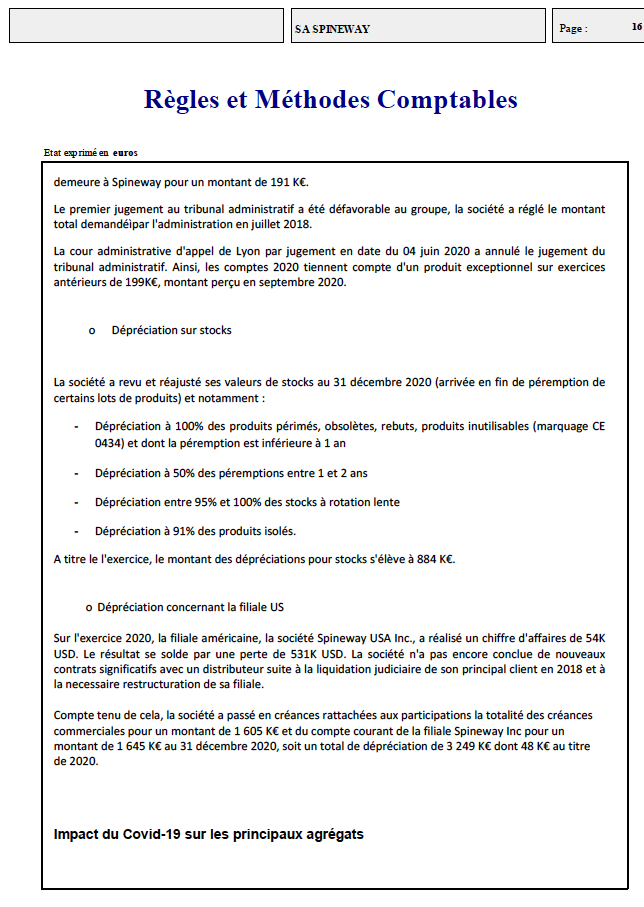 SA SPINEWAY
Page : 16
Règles et Méthodes Comptables
Etat exprimé en euros
demeure à Spineway pour un montant de 191 K€.
Le premier jugement au tribunal administratif a été défavorable au groupe, la société a réglé le montant
total demandéìpar l'administration en juillet 2018.
La cour administrative d'appel de Lyon par jugement en date du 04 juin 2020 a annulé le jugement du
tribunal administratif. Ainsi, les comptes 2020 tiennent compte d'un produit exceptionnel sur exercices
antérieurs de 199K€, montant perçu en septembre 2020.
o Dépréciation sur stocks
La société a revu et réajusté ses valeurs de stocks au 31 décembre 2020 (arrivée en fin de péremption de
certains lots de produits) et notamment :
- Dépréciation à 100% des produits périmés, obsolètes, rebuts, produits inutilisables (marquage CE
0434) et dont la péremption est inférieure à 1 an
- Dépréciation à 50% des péremptions entre 1 et 2 ans
- Dépréciation entre 95% et 100% des stocks à rotation lente
- Dépréciation à 91% des produits isolés.
A titre le l'exercice, le montant des dépréciations pour stocks s'élève à 884 K€.
o Dépréciation concernant la filiale US
Sur l'exercice 2020, la filiale américaine, la société Spineway USA Inc., a réalisé un chiffre d'affaires de 54K
USD. Le résultat se solde par une perte de 531K USD. La société n'a pas encore conclue de nouveaux
contrats significatifs avec un distributeur suite à la liquidation judiciaire de son principal client en 2018 et à
la necessaire restructuration de sa filiale.
Compte tenu de cela, la société a passé en créances rattachées aux participations la totalité des créances
commerciales pour un montant de 1 605 K€ et du compte courant de la filiale Spineway Inc pour un
montant de 1 645 K€ au 31 décembre 2020, soit un total de dépréciation de 3 249 K€ dont 48 K€ au titre
de 2020.
Impact du Covid-19 sur les principaux agrégats